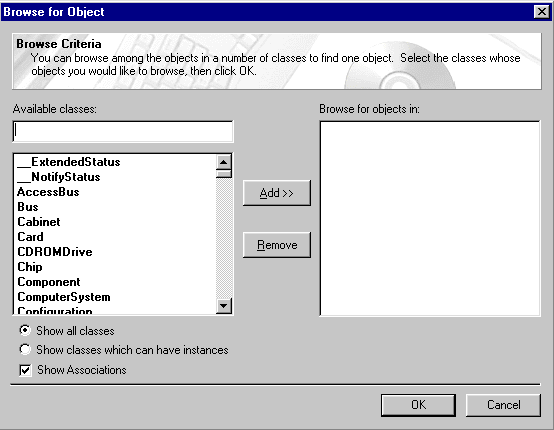 Browse for Object
Browse Criteria
You can browse among the objects in a number of classes to find one object. Select the classes whose
objects you would like to browse, then click OK.
Available classes:
Browse for objects in:
__ExtendedStatus
__NotifyStatus
AccessBus
Bus
Cabinet
Card
CDROMDrive
Chip
Component
ComputerSystem
Configuration
Add >>
Remove
Show all classes
Show classes which can have instances
Show Associations
OK
Cancel